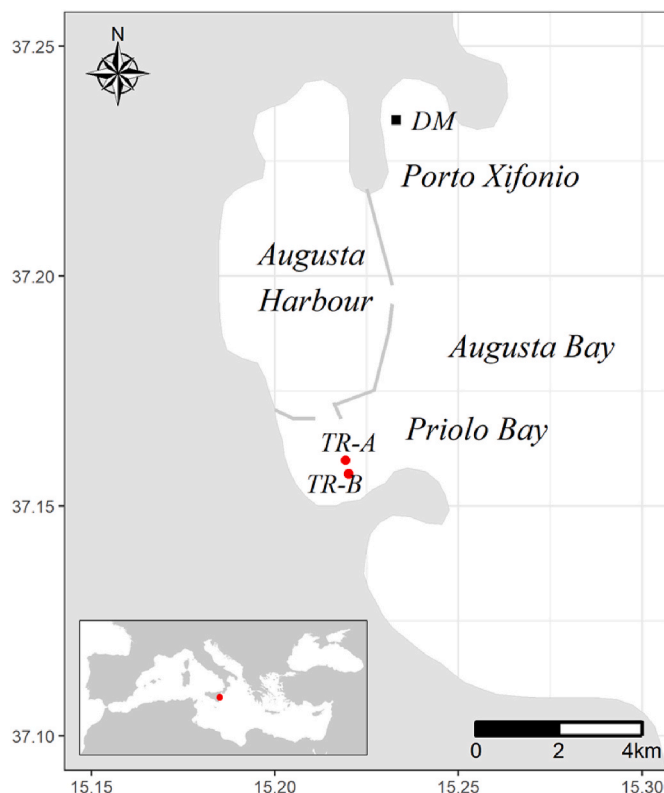 37.25
N
DM
Porto Xifonio
Augusta
Harbour
37.20
Augusta Bay
Priolo Bay
TR-A
TR-B
37.15
37.10
0 2 4km
15.15 15.20 15.25 15.30